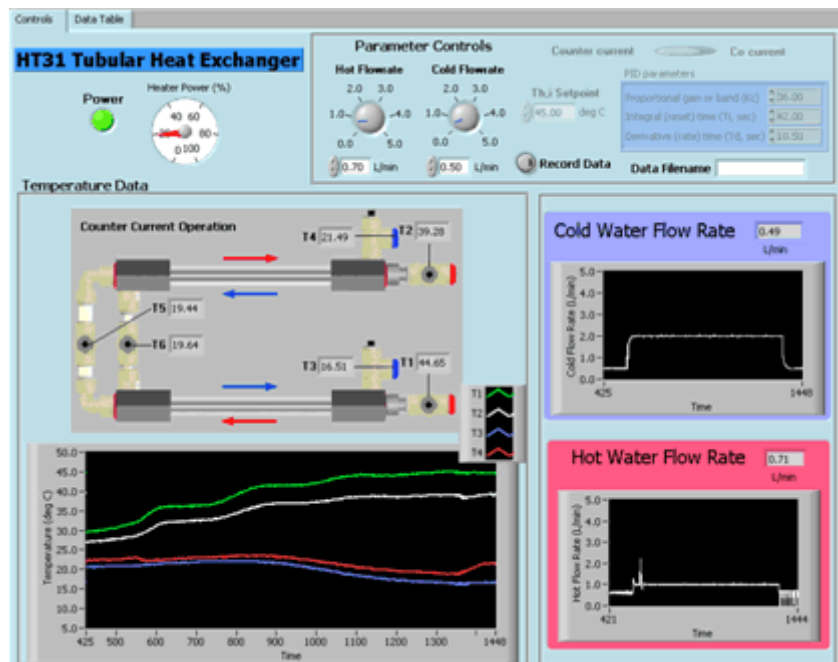 Controls
Data Table
HT31 Tubular Heat Exchanger
Power
Heater Power (%)
40 60
20 80
0 100
Parameter Controls
Hot Flowrate
Cold Flowrate
2.0 3.0
1.0 4.0
0.0 5.0
0.70 L/min
2.0 3.0
1.0 4.0
0.0 5.0
0.50 L/min
Counter current
Co current
Th,i Setpoint
45.00 deg C
PID parameters
Proportional gain or band (Kc) 36.00
Integral (reset) time (Ti, sec) 62.00
Derivative (rate) time (Td, sec) 10.50
Record Data
Data Filename
Temperature Data
Counter Current Operation
T4 21.49
T2 39.28
T5 19.44
T6 19.64
T3 16.51
T1 44.65
T1
T2
T3
T4
Temperature (deg C)
50.0
45.0
40.0
35.0
30.0
25.0
20.0
15.0
10.0
5.0
425 500 600 700 800 900 1000 1100 1200 1300 1448
Time
Cold Water Flow Rate 0.49
L/min
Cold Flow Rate (L/min)
5.0
4.0
3.0
2.0
1.0
0.0
425 1448
Time
Hot Water Flow Rate 0.71
L/min
Hot Flow Rate (L/min)
5.0
4.0
3.0
2.0
1.0
0.0
421 1444
Time